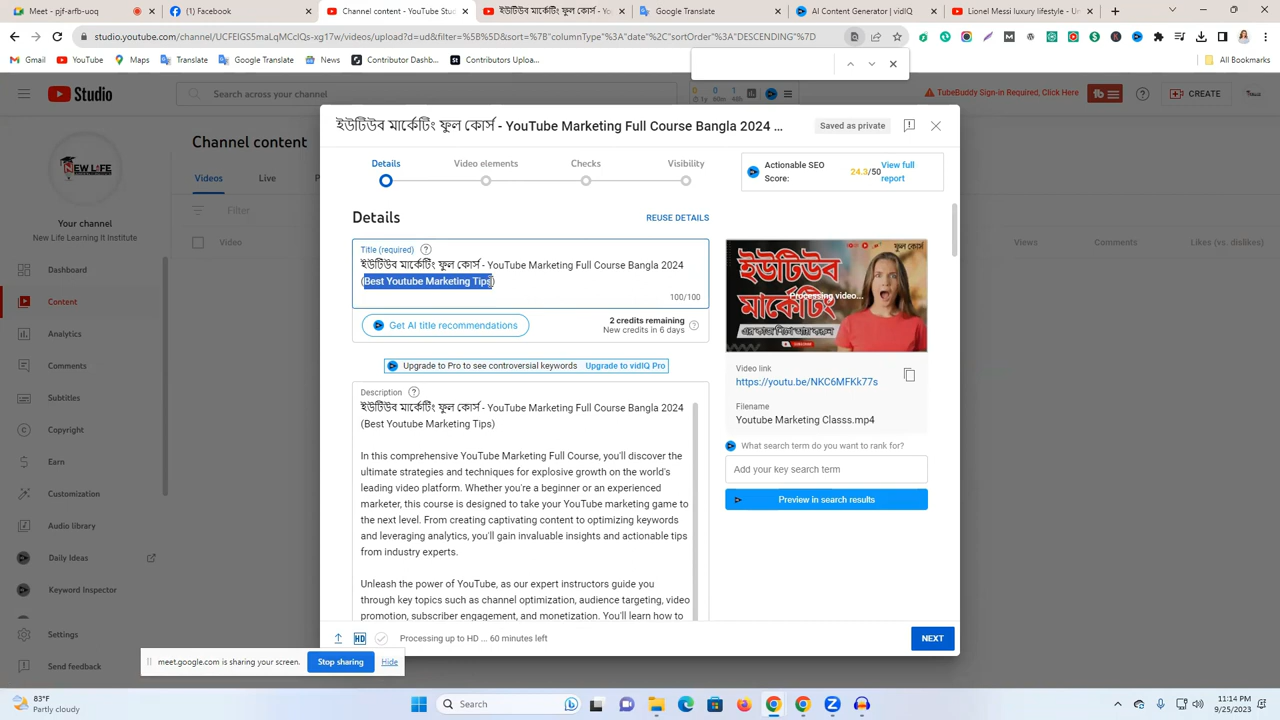 Meet - gjf-arfb-uoq
Facebook
Channel content - YouTube St
ইউটিউব মার্কেটিং ফুল কোর্স - Yo
Google Translate
AI Content Generator | vidIQ
Lionel Messi luxury lifestyle - U
studio.youtube.com/channel/UCFEIGS5maLqMCCIQs-xg17w/videos/upload?d=ud&filter=%5B%5D&sort=%7B"columnType"%3A"date"%2C"sortOrder"%3A"DESCENDING"%7D
Gmail
YouTube
Maps
Translate
Google Translate
News
Contributor Dashb...
Contributor Uploa...
All Bookmarks
Studio
Search across your channel
TubeBuddy Sign-in Required, Click Here
CREATE
NEW LIFE
Your channel
New Life Learning It Institute
Dashboard
Content
Analytics
Comments
Subtitles
Copyright
Earn
Customization
Audio library
Daily Ideas
Keyword Inspector
Settings
Send feedback
Channel content
Videos
Live
P
Filter
Video
Views
Comments
Likes (vs. dislikes)
ইউটিউব মার্কেটিং ফুল কোর্স - YouTube Marketing Full Course Bangla 2024 ...
Saved as private
Details
Video elements
Checks
Visibility
Actionable SEO
Score:
24.3/50
View full
report
Details
REUSE DETAILS
Title (required)
ইউটিউব মার্কেটিং ফুল কোর্স - YouTube Marketing Full Course Bangla 2024
(Best Youtube Marketing Tips)
100/100
Get AI title recommendations
2 credits remaining
New credits in 6 days
Upgrade to Pro to see controversial keywords
Upgrade to vidIQ Pro
Description
ইউটিউব মার্কেটিং ফুল কোর্স - YouTube Marketing Full Course Bangla 2024
(Best Youtube Marketing Tips)
In this comprehensive YouTube Marketing Full Course, you'll discover the
ultimate strategies and techniques for explosive growth on the world's
leading video platform. Whether you're a beginner or an experienced
marketer, this course is designed to take your YouTube marketing game to
the next level. From creating captivating content to optimizing keywords
and leveraging analytics, you'll gain invaluable insights and actionable tips
from industry experts.
Unleash the power of YouTube, as our expert instructors guide you
through key topics such as channel optimization, audience targeting, video
promotion, subscriber engagement, and monetization. You'll learn how to
ফুল কোর্স
ইউটিউব
মার্কেটিং
Processing video...
এর কাজ শিখে আয় করুন
Video link
https://youtu.be/NKC6MFKk77s
Filename
Youtube Marketing Classs.mp4
What search term do you want to rank for?
Add your key search term
Preview in search results
HD
Processing up to HD ... 60 minutes left
NEXT
meet.google.com is sharing your screen.
Stop sharing
Hide
83°F
Partly cloudy
Search
11:14 PM
9/25/2023